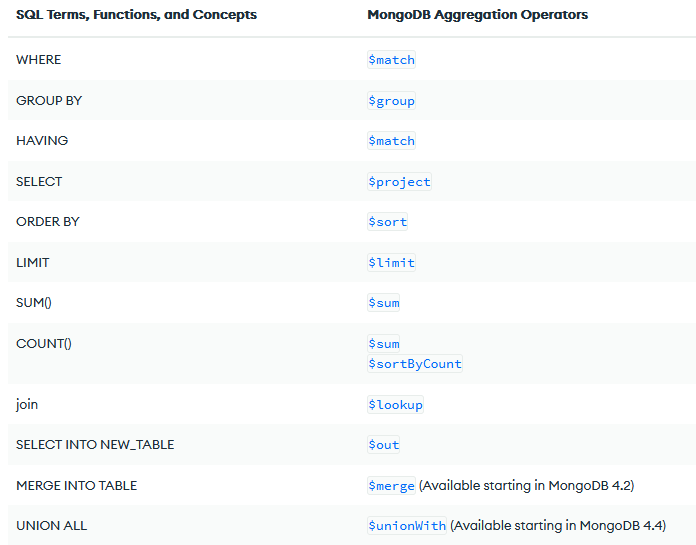 SQL Terms, Functions, and Concepts MongoDB Aggregation Operators
WHERE $match
GROUP BY $group
HAVING $match
SELECT $project
ORDER BY $sort
LIMIT $limit
SUM() $sum
COUNT() $sum
$sortByCount
join $lookup
SELECT INTO NEW_TABLE $out
MERGE INTO TABLE $merge (Available starting in MongoDB 4.2)
UNION ALL $unionWith (Available starting in MongoDB 4.4)